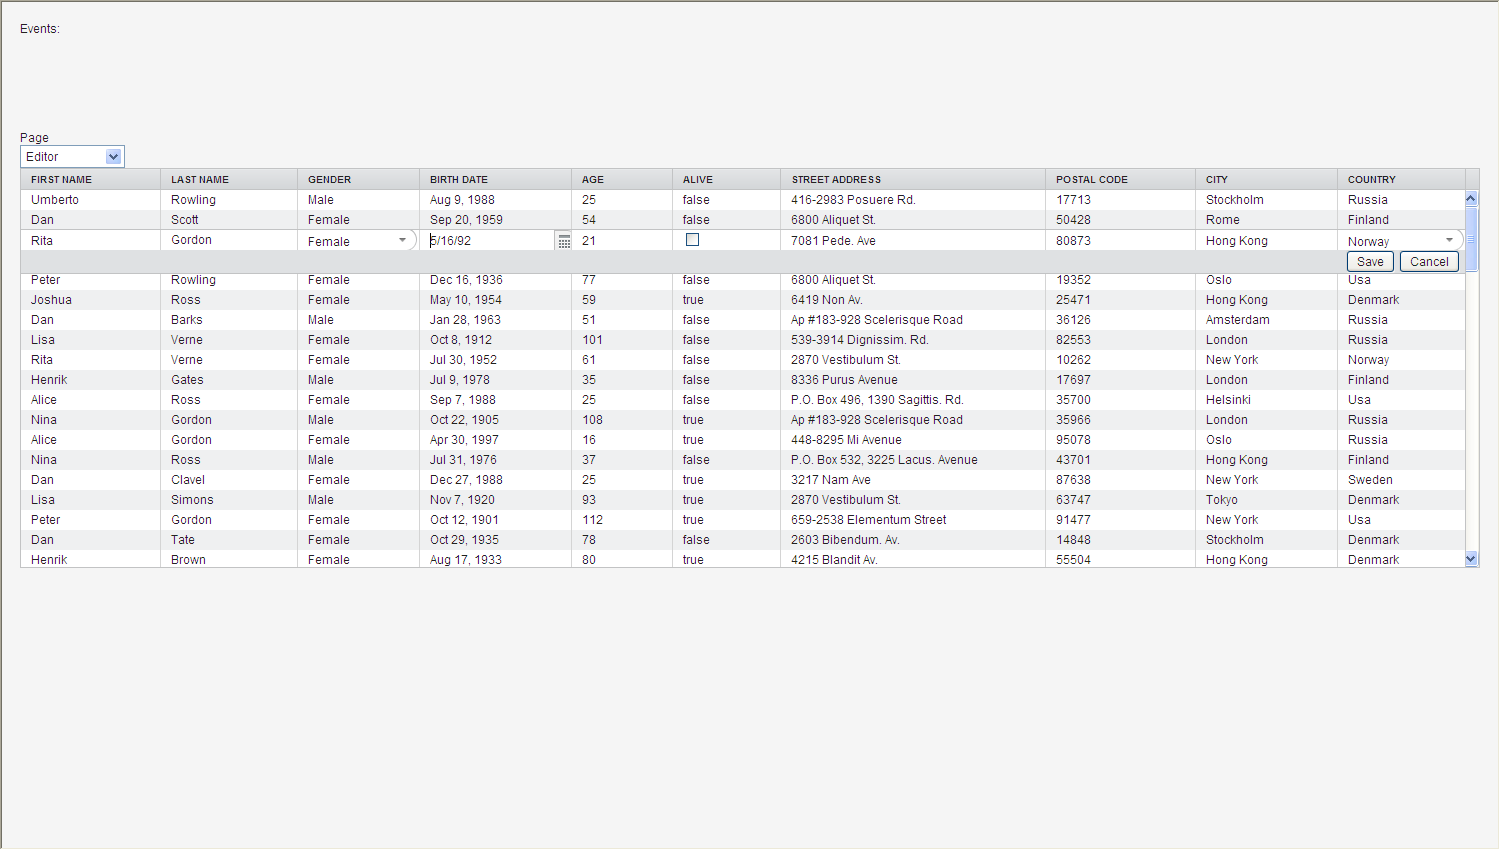 Events:
Page
Editor
FIRST NAME LAST NAME GENDER BIRTH DATE AGE ALIVE STREET ADDRESS POSTAL CODE CITY COUNTRY
Umberto Rowling Male Aug 9, 1988 25 false 416-2983 Posuere Rd. 17713 Stockholm Russia
Dan Scott Female Sep 20, 1959 54 false 6800 Aliquet St. 50428 Rome Finland
Rita Gordon Female 5/16/92 21 7081 Pede. Ave 80873 Hong Kong Norway
Save Cancel
Peter Rowling Female Dec 16, 1936 77 false 6800 Aliquet St. 19352 Oslo Usa
Joshua Ross Female May 10, 1954 59 true 6419 Non Av. 25471 Hong Kong Denmark
Dan Barks Male Jan 28, 1963 51 false Ap #183-928 Scelerisque Road 36126 Amsterdam Russia
Lisa Verne Female Oct 8, 1912 101 false 539-3914 Dignissim. Rd. 82553 London Russia
Rita Verne Female Jul 30, 1952 61 false 2870 Vestibulum St. 10262 New York Norway
Henrik Gates Male Jul 9, 1978 35 false 8336 Purus Avenue 17697 London Finland
Alice Ross Female Sep 7, 1988 25 false P.O. Box 496, 1390 Sagittis. Rd. 35700 Helsinki Usa
Nina Gordon Male Oct 22, 1905 108 true Ap #183-928 Scelerisque Road 35966 London Russia
Alice Gordon Female Apr 30, 1997 16 true 448-8295 Mi Avenue 95078 Oslo Russia
Nina Ross Male Jul 31, 1976 37 false P.O. Box 532, 3225 Lacus. Avenue 43701 Hong Kong Finland
Dan Clavel Female Dec 27, 1988 25 true 3217 Nam Ave 87638 New York Sweden
Lisa Simons Male Nov 7, 1920 93 true 2870 Vestibulum St. 63747 Tokyo Denmark
Peter Gordon Female Oct 12, 1901 112 true 659-2538 Elementum Street 91477 New York Usa
Dan Tate Female Oct 29, 1935 78 false 2603 Bibendum. Av. 14848 Stockholm Denmark
Henrik Brown Female Aug 17, 1933 80 true 4215 Blandit Av. 55504 Hong Kong Denmark